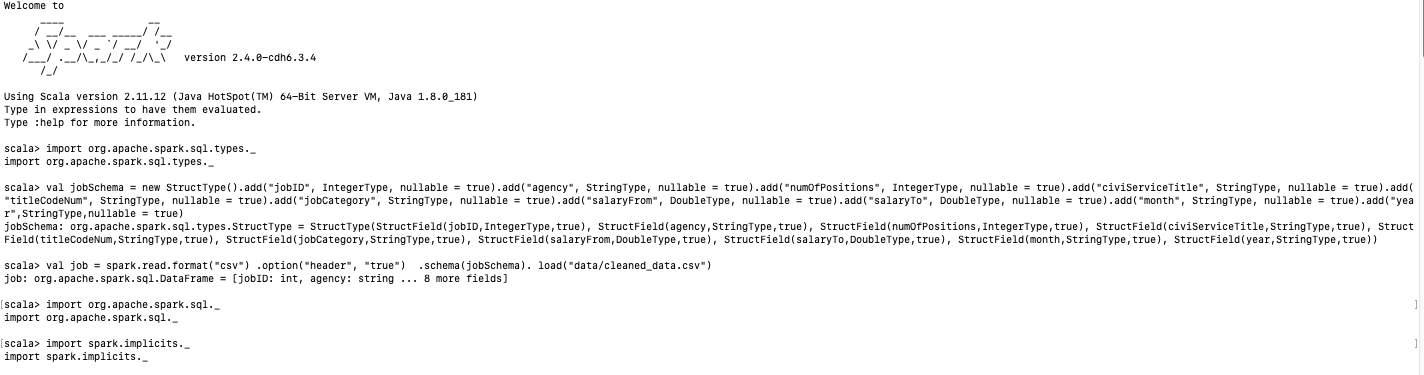 Welcome to
      ____              __
     / __/__  ___ _____/ /__
    _\ \/ _ \/ _ `/ __/  '_/
   /___/ .__/\_,_/_/ /_/\_\   version 2.4.0-cdh6.3.4
      /_/
Using Scala version 2.11.12 (Java HotSpot(TM) 64-Bit Server VM, Java 1.8.0_181)
Type in expressions to have them evaluated.
Type :help for more information.
scala> import org.apache.spark.sql.types._
import org.apache.spark.sql.types._
scala> val jobSchema = new StructType().add("jobID", IntegerType, nullable = true).add("agency", StringType, nullable = true).add("numOfPositions", IntegerType, nullable = true).add("civiServiceTitle", StringType, nullable = true).add(
"titleCodeNum", StringType, nullable = true).add("jobCategory", StringType, nullable = true).add("salaryFrom", DoubleType, nullable = true).add("salaryTo", DoubleType, nullable = true).add("month", StringType, nullable = true).add("yea
r",StringType,nullable = true)
jobSchema: org.apache.spark.sql.types.StructType = StructType(StructField(jobID,IntegerType,true), StructField(agency,StringType,true), StructField(numOfPositions,IntegerType,true), StructField(civiServiceTitle,StringType,true), Struct
Field(titleCodeNum,StringType,true), StructField(jobCategory,StringType,true), StructField(salaryFrom,DoubleType,true), StructField(salaryTo,DoubleType,true), StructField(month,StringType,true), StructField(year,StringType,true))
scala> val job = spark.read.format("csv") .option("header", "true")  .schema(jobSchema). load("data/cleaned_data.csv")
job: org.apache.spark.sql.DataFrame = [jobID: int, agency: string ... 8 more fields]
[scala> import org.apache.spark.sql._ ]
import org.apache.spark.sql._
[scala> import spark.implicits._ ]
import spark.implicits._